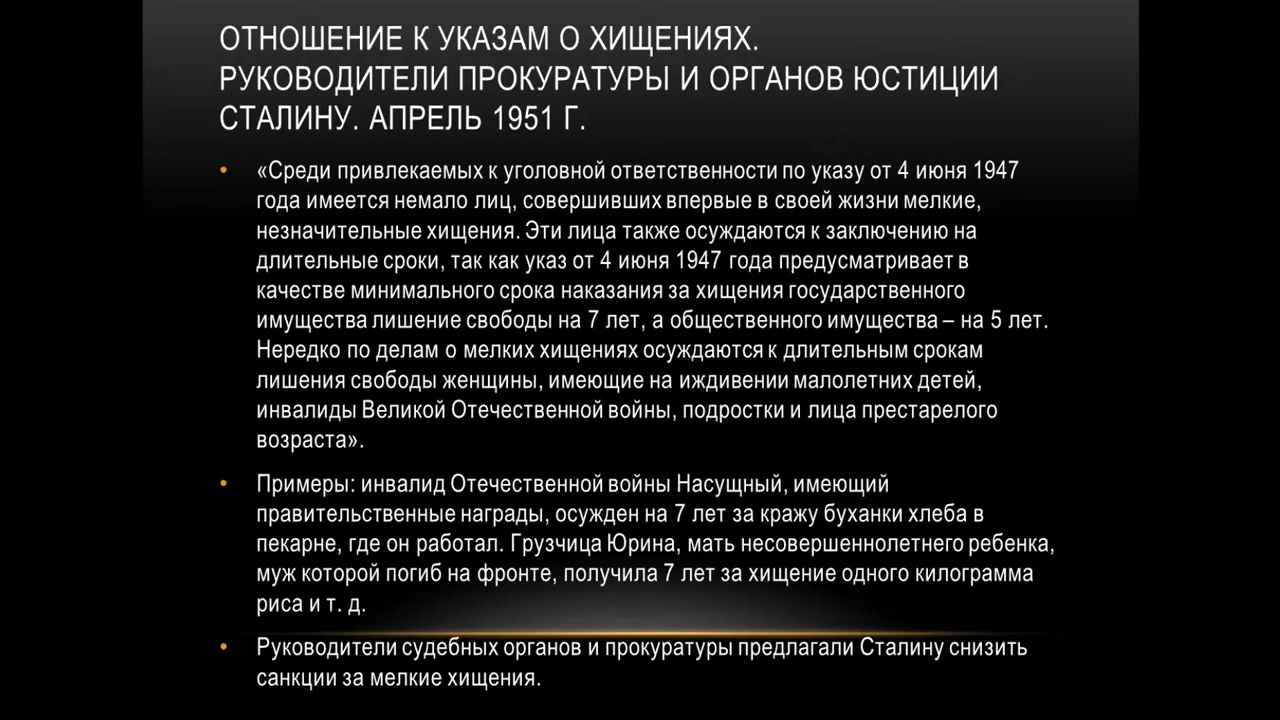 ОТНОШЕНИЕ К УКАЗАМ О ХИЩЕНИЯХ.
РУКОВОДИТЕЛИ ПРОКУРАТУРЫ И ОРГАНОВ ЮСТИЦИИ
СТАЛИНУ. АПРЕЛЬ 1951 Г.
• «Среди привлекаемых к уголовной ответственности по указу от 4 июня 1947
года имеется немало лиц, совершивших впервые в своей жизни мелкие,
незначительные хищения. Эти лица также осуждаются к заключению на
длительные сроки, так как указ от 4 июня 1947 года предусматривает в
качестве минимального срока наказания за хищения государственного
имущества лишение свободы на 7 лет, а общественного имущества – на 5 лет.
Нередко по делам о мелких хищениях осуждаются к длительным срокам
лишения свободы женщины, имеющие на иждивении малолетних детей,
инвалиды Великой Отечественной войны, подростки и лица престарелого
возраста».
• Примеры: инвалид Отечественной войны Насущный, имеющий
правительственные награды, осужден на 7 лет за кражу буханки хлеба в
пекарне, где он работал. Грузчица Юрина, мать несовершеннолетнего ребенка,
муж которой погиб на фронте, получила 7 лет за хищение одного килограмма
риса и т. д.
• Руководители судебных органов и прокуратуры предлагали Сталину снизить
санкции за мелкие хищения.